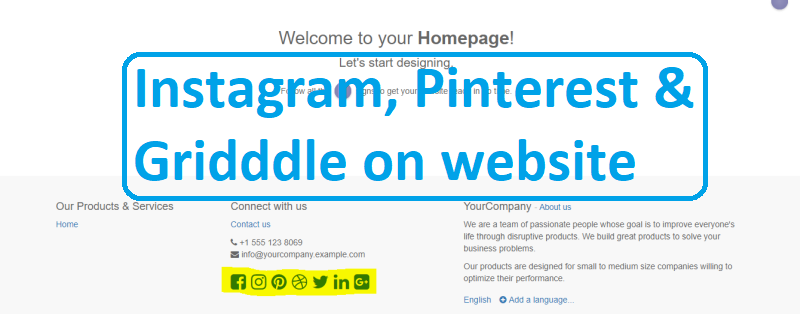 Welcome to your Homepage!
Let's start designing.
Instagram, Pinterest &
Gridddle on website
Follow all the
signs to get your
in no time.
Our Products & Services
Home
Connect with us
Contact us
+1 555 123 8069
info@yourcompany.example.com
YourCompany - About us
We are a team of passionate people whose goal is to improve everyone's
life through disruptive products. We build great products to solve your
business problems.
Our products are designed for small to medium size companies willing to
optimize their performance.
English
Add a language...